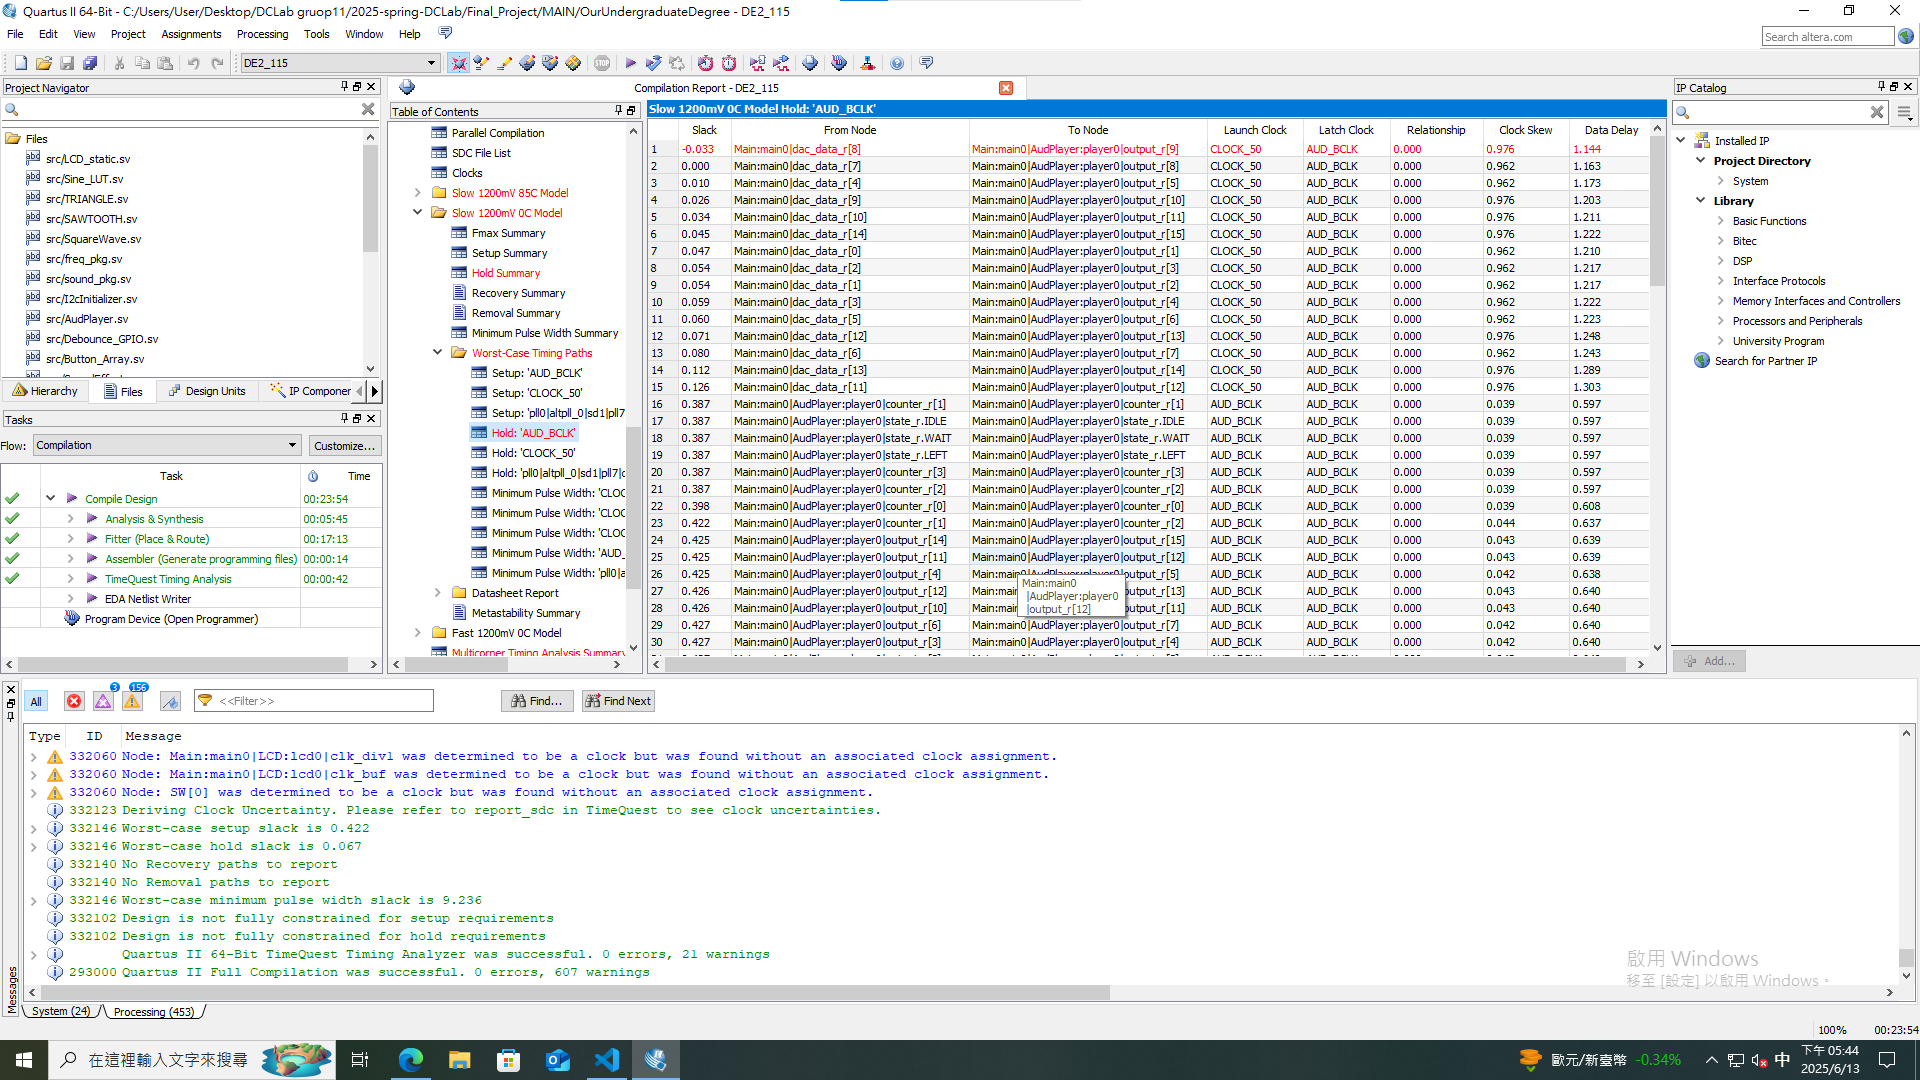 Quartus II 64-Bit - C:/Users/User/Desktop/DCLab gruop11/2025-spring-DCLab/Final_Project/MAIN/OurUndergraduateDegree - DE2_115
File Edit View Project Assignments Processing Tools Window Help
Search altera.com
DE2_115
Project Navigator
Files
src/LCD_static.sv
src/Sine_LUT.sv
src/TRIANGLE.sv
src/SAWTOOTH.sv
src/SquareWave.sv
src/freq_pkg.sv
src/sound_pkg.sv
src/I2cInitializer.sv
src/AudPlayer.sv
src/Debounce_GPIO.sv
src/Button_Array.sv
Hierarchy Files Design Units IP Componer
Tasks
Flow: Compilation Customize...
Task Time
Compile Design 00:23:54
Analysis & Synthesis 00:05:45
Fitter (Place & Route) 00:17:13
Assembler (Generate programming files) 00:00:14
TimeQuest Timing Analysis 00:00:42
EDA Netlist Writer
Program Device (Open Programmer)
Compilation Report - DE2_115
Table of Contents
Parallel Compilation
SDC File List
Clocks
Slow 1200mV 85C Model
Slow 1200mV 0C Model
Fmax Summary
Setup Summary
Hold Summary
Recovery Summary
Removal Summary
Minimum Pulse Width Summary
Worst-Case Timing Paths
Setup: 'AUD_BCLK'
Setup: 'CLOCK_50'
Setup: 'pll0|altpll_0|sd1|pll7
Hold: 'AUD_BCLK'
Hold: 'CLOCK_50'
Hold: 'pll0|altpll_0|sd1|pll7|c
Minimum Pulse Width: 'CLOC
Minimum Pulse Width: 'CLOC
Minimum Pulse Width: 'CLOC
Minimum Pulse Width: 'AUD_
Minimum Pulse Width: 'pll0|a
Datasheet Report
Metastability Summary
Fast 1200mV 0C Model
Multicorner Timing Analysis Summary
Slow 1200mV 0C Model Hold: 'AUD_BCLK'
Slack From Node To Node Launch Clock Latch Clock Relationship Clock Skew Data Delay
1 -0.033 Main:main0|dac_data_r[8] Main:main0|AudPlayer:player0|output_r[9] CLOCK_50 AUD_BCLK 0.000 0.976 1.144
2 0.000 Main:main0|dac_data_r[7] Main:main0|AudPlayer:player0|output_r[8] CLOCK_50 AUD_BCLK 0.000 0.962 1.163
3 0.010 Main:main0|dac_data_r[4] Main:main0|AudPlayer:player0|output_r[5] CLOCK_50 AUD_BCLK 0.000 0.962 1.173
4 0.026 Main:main0|dac_data_r[9] Main:main0|AudPlayer:player0|output_r[10] CLOCK_50 AUD_BCLK 0.000 0.976 1.203
5 0.034 Main:main0|dac_data_r[10] Main:main0|AudPlayer:player0|output_r[11] CLOCK_50 AUD_BCLK 0.000 0.976 1.211
6 0.045 Main:main0|dac_data_r[14] Main:main0|AudPlayer:player0|output_r[15] CLOCK_50 AUD_BCLK 0.000 0.976 1.222
7 0.047 Main:main0|dac_data_r[0] Main:main0|AudPlayer:player0|output_r[1] CLOCK_50 AUD_BCLK 0.000 0.962 1.210
8 0.054 Main:main0|dac_data_r[2] Main:main0|AudPlayer:player0|output_r[3] CLOCK_50 AUD_BCLK 0.000 0.962 1.217
9 0.054 Main:main0|dac_data_r[1] Main:main0|AudPlayer:player0|output_r[2] CLOCK_50 AUD_BCLK 0.000 0.962 1.217
10 0.059 Main:main0|dac_data_r[3] Main:main0|AudPlayer:player0|output_r[4] CLOCK_50 AUD_BCLK 0.000 0.962 1.222
11 0.060 Main:main0|dac_data_r[5] Main:main0|AudPlayer:player0|output_r[6] CLOCK_50 AUD_BCLK 0.000 0.962 1.223
12 0.071 Main:main0|dac_data_r[12] Main:main0|AudPlayer:player0|output_r[13] CLOCK_50 AUD_BCLK 0.000 0.976 1.248
13 0.080 Main:main0|dac_data_r[6] Main:main0|AudPlayer:player0|output_r[7] CLOCK_50 AUD_BCLK 0.000 0.962 1.243
14 0.112 Main:main0|dac_data_r[13] Main:main0|AudPlayer:player0|output_r[14] CLOCK_50 AUD_BCLK 0.000 0.976 1.289
15 0.126 Main:main0|dac_data_r[11] Main:main0|AudPlayer:player0|output_r[12] CLOCK_50 AUD_BCLK 0.000 0.976 1.303
16 0.387 Main:main0|AudPlayer:player0|counter_r[1] Main:main0|AudPlayer:player0|counter_r[1] AUD_BCLK AUD_BCLK 0.000 0.039 0.597
17 0.387 Main:main0|AudPlayer:player0|state_r.IDLE Main:main0|AudPlayer:player0|state_r.IDLE AUD_BCLK AUD_BCLK 0.000 0.039 0.597
18 0.387 Main:main0|AudPlayer:player0|state_r.WAIT Main:main0|AudPlayer:player0|state_r.WAIT AUD_BCLK AUD_BCLK 0.000 0.039 0.597
19 0.387 Main:main0|AudPlayer:player0|state_r.LEFT Main:main0|AudPlayer:player0|state_r.LEFT AUD_BCLK AUD_BCLK 0.000 0.039 0.597
20 0.387 Main:main0|AudPlayer:player0|counter_r[3] Main:main0|AudPlayer:player0|counter_r[3] AUD_BCLK AUD_BCLK 0.000 0.039 0.597
21 0.387 Main:main0|AudPlayer:player0|counter_r[2] Main:main0|AudPlayer:player0|counter_r[2] AUD_BCLK AUD_BCLK 0.000 0.039 0.597
22 0.398 Main:main0|AudPlayer:player0|counter_r[0] Main:main0|AudPlayer:player0|counter_r[0] AUD_BCLK AUD_BCLK 0.000 0.039 0.608
23 0.422 Main:main0|AudPlayer:player0|counter_r[1] Main:main0|AudPlayer:player0|counter_r[2] AUD_BCLK AUD_BCLK 0.000 0.044 0.637
24 0.425 Main:main0|AudPlayer:player0|output_r[14] Main:main0|AudPlayer:player0|output_r[15] AUD_BCLK AUD_BCLK 0.000 0.043 0.639
25 0.425 Main:main0|AudPlayer:player0|output_r[11] Main:main0|AudPlayer:player0|output_r[12] AUD_BCLK AUD_BCLK 0.000 0.043 0.639
26 0.425 Main:main0|AudPlayer:player0|output_r[4] Main:main0|AudPlayer:player0|output_r[5] AUD_BCLK AUD_BCLK 0.000 0.042 0.638
27 0.426 Main:main0|AudPlayer:player0|output_r[12] Main:main output_r[13] AUD_BCLK AUD_BCLK 0.000 0.043 0.640
28 0.426 Main:main0|AudPlayer:player0|output_r[10] Main:main output_r[11] AUD_BCLK AUD_BCLK 0.000 0.043 0.640
29 0.427 Main:main0|AudPlayer:player0|output_r[6] Main:main output_r[7] AUD_BCLK AUD_BCLK 0.000 0.042 0.640
30 0.427 Main:main0|AudPlayer:player0|output_r[3] Main:main0|AudPlayer:player0|output_r[4] AUD_BCLK AUD_BCLK 0.000 0.042 0.640
Main:main0
|AudPlayer:player0
|output_r[12]
IP Catalog
Installed IP
Project Directory
System
Library
Basic Functions
Bitec
DSP
Interface Protocols
Memory Interfaces and Controllers
Processors and Peripherals
University Program
Search for Partner IP
Add...
All 3 156 <<Filter>> Find... Find Next
Type ID Message
332060 Node: Main:main0|LCD:lcd0|clk_div1 was determined to be a clock but was found without an associated clock assignment.
332060 Node: Main:main0|LCD:lcd0|clk_buf was determined to be a clock but was found without an associated clock assignment.
332060 Node: SW[0] was determined to be a clock but was found without an associated clock assignment.
332123 Deriving Clock Uncertainty. Please refer to report_sdc in TimeQuest to see clock uncertainties.
332146 Worst-case setup slack is 0.422
332146 Worst-case hold slack is 0.067
332140 No Recovery paths to report
332140 No Removal paths to report
332146 Worst-case minimum pulse width slack is 9.236
332102 Design is not fully constrained for setup requirements
332102 Design is not fully constrained for hold requirements
Quartus II 64-Bit TimeQuest Timing Analyzer was successful. 0 errors, 21 warnings
293000 Quartus II Full Compilation was successful. 0 errors, 607 warnings
Messages
System (24) Processing (453)
啟用 Windows
移至 [設定] 以啟用 Windows。
100% 00:23:54
在這裡輸入文字來搜尋
歐元/新臺幣 -0.34%
中
下午 05:44
2025/6/13